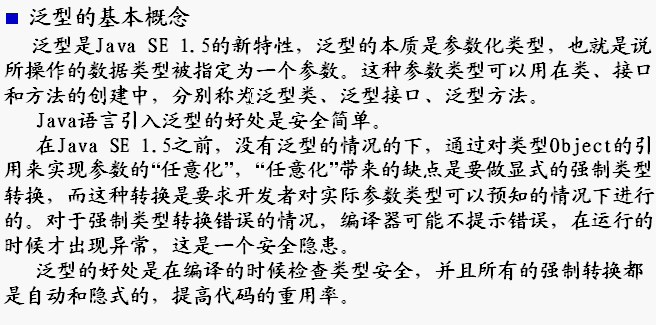 泛型的基本概念
泛型是Java SE 1.5的新特性，泛型的本质是参数化类型，也就是说
所操作的数据类型被指定为一个参数。这种参数类型可以用在类、接口
和方法的创建中，分别称为泛型类、泛型接口、泛型方法。
Java语言引入泛型的好处是安全简单。
在Java SE 1.5之前，没有泛型的情况的下，通过对类型Object的引
用来实现参数的“任意化”，“任意化”带来的缺点是要做显式的强制类型
转换，而这种转换是要求开发者对实际参数类型可以预知的情况下进行
的。对于强制类型转换错误的情况，编译器可能不提示错误，在运行的
时候才出现异常，这是一个安全隐患。
泛型的好处是在编译的时候检查类型安全，并且所有的强制转换都
是自动和隐式的，提高代码的重用率。